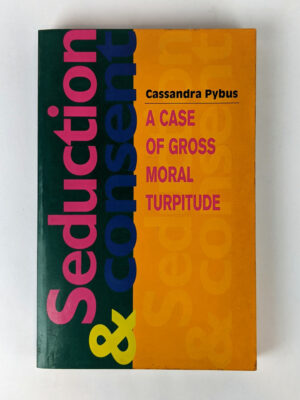 Seduction
& consent
Cassandra Pybus
A CASE
OF GROSS
MORAL
TURPITUDE
Seduction
& consent